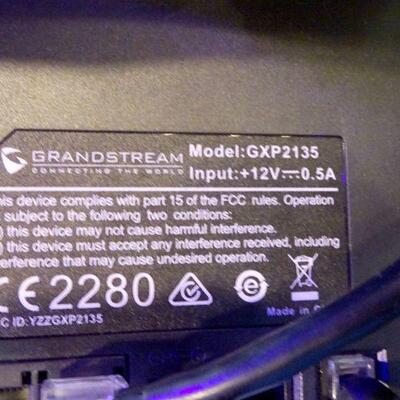 GRANDSTREAM
CONNECTING THE WORLD
Model:GXP2135
Input:+12V⎓0.5A
his device complies with part 15 of the FCC rules. Operation
subject to the following two conditions:
) this device may not cause harmful interference.
) this device must accept any interference received, including
erference that may cause undesired operation.
CE2280
C ID:YZZGXP2135
Made in C